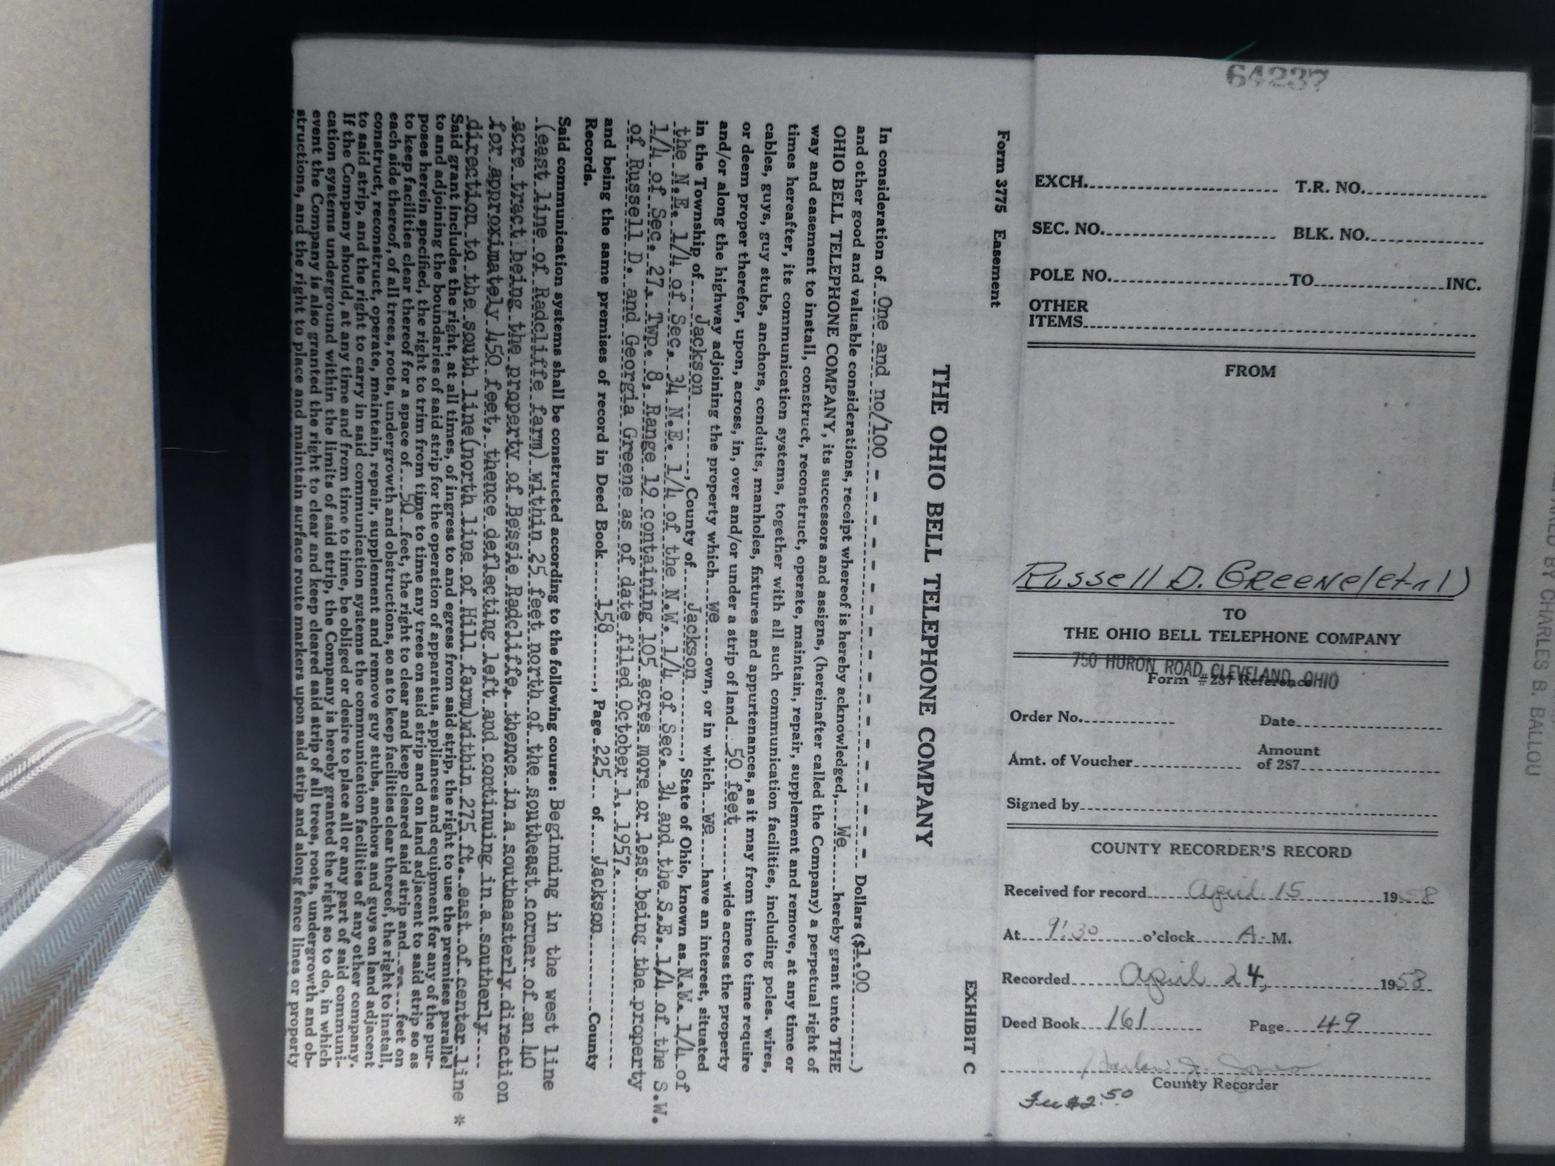 64237
EXCH. T.R. NO.
SEC. NO. BLK. NO.
POLE NO. TO INC.
OTHER
ITEMS
FROM
Russell D. Greene (et al)
TO
THE OHIO BELL TELEPHONE COMPANY
750 HURON ROAD, CLEVELAND, OHIO
Form #287 Reference
Order No. Date
Amt. of Voucher Amount of 287
Signed by
COUNTY RECORDER'S RECORD
Received for record April 15 1958
At 9:30 o'clock A. M.
Recorded April 24, 1958
Deed Book 161 Page 49
County Recorder
Fee $2.50
Form 3775 Easement EXHIBIT C
THE OHIO BELL TELEPHONE COMPANY
In consideration of One and no/100 - - - - - - - - - - - - - - - Dollars ($1.00)
and other good and valuable considerations, receipt whereof is hereby acknowledged, We hereby grant unto THE
OHIO BELL TELEPHONE COMPANY, its successors and assigns, (hereinafter called the Company) a perpetual right of
way and easement to install, construct, reconstruct, operate, maintain, repair, supplement and remove, at any time or
times hereafter, its communication systems, together with all such communication facilities, including poles, wires,
cables, guys, guy stubs, anchors, conduits, manholes, fixtures and appurtenances, as it may from time to time require
or deem proper therefor, upon, across, in, over and/or under a strip of land 50 feet wide across the property
and/or along the highway adjoining the property which we own, or in which we have an interest, situated
in the Township of Jackson, County of Jackson, State of Ohio, known as N.W. 1/4 of
the N.E. 1/4 of Sec. 34 N.E. 1/4 of the N.W. 1/4 of Sec. 34 and the S.E. 1/4 of the S.W.
1/4 of Sec. 27, Twp. 8, Range 19 containing 105 acres more or less being the property
of Russell D. and Georgia Greene as of date filed October 1, 1957.
and being the same premises of record in Deed Book 158, Page 225 of Jackson County
Records.
Said communication systems shall be constructed according to the following course: Beginning in the west line
(east line of Radcliffe farm) within 25 feet north of the southeast corner of an 40
acre tract being the property of Bessie Radcliffe, thence in a southeasterly direction
for approximately 450 feet, thence deflecting left and continuing in a southerly
direction to the south line(north line of Hill farm)within 275 ft. east of center line *
Said grant includes the right, at all times, of ingress to and egress from said strip, the right to use the premises parallel
to and adjoining the boundaries of said strip for the operation of apparatus, appliances and equipment for any of the pur-
poses herein specified, the right to trim from time to time any trees on said strip and on land adjacent to said strip so as
to keep facilities clear thereof for a space of 50 feet, the right to clear and keep cleared said strip and feet on
each side thereof, of all trees, roots, undergrowth and obstructions, so as to keep facilities clear thereof, the right to install,
construct, reconstruct, operate, maintain, repair, supplement and remove guy stubs, anchors and guys on land adjacent
to said strip, and the right to carry in said communication systems the communication facilities of any other company.
If the Company should, at any time and from time to time, be obliged or desire to place all or any part of said communi-
cation systems underground within the limits of said strip, the Company is hereby granted the right so to do, in which
event the Company is also granted the right to clear and keep cleared said strip of all trees, roots, undergrowth and ob-
structions, and the right to place and maintain surface route markers upon said strip and along fence lines or property
BY CHARLES B. BALLOU